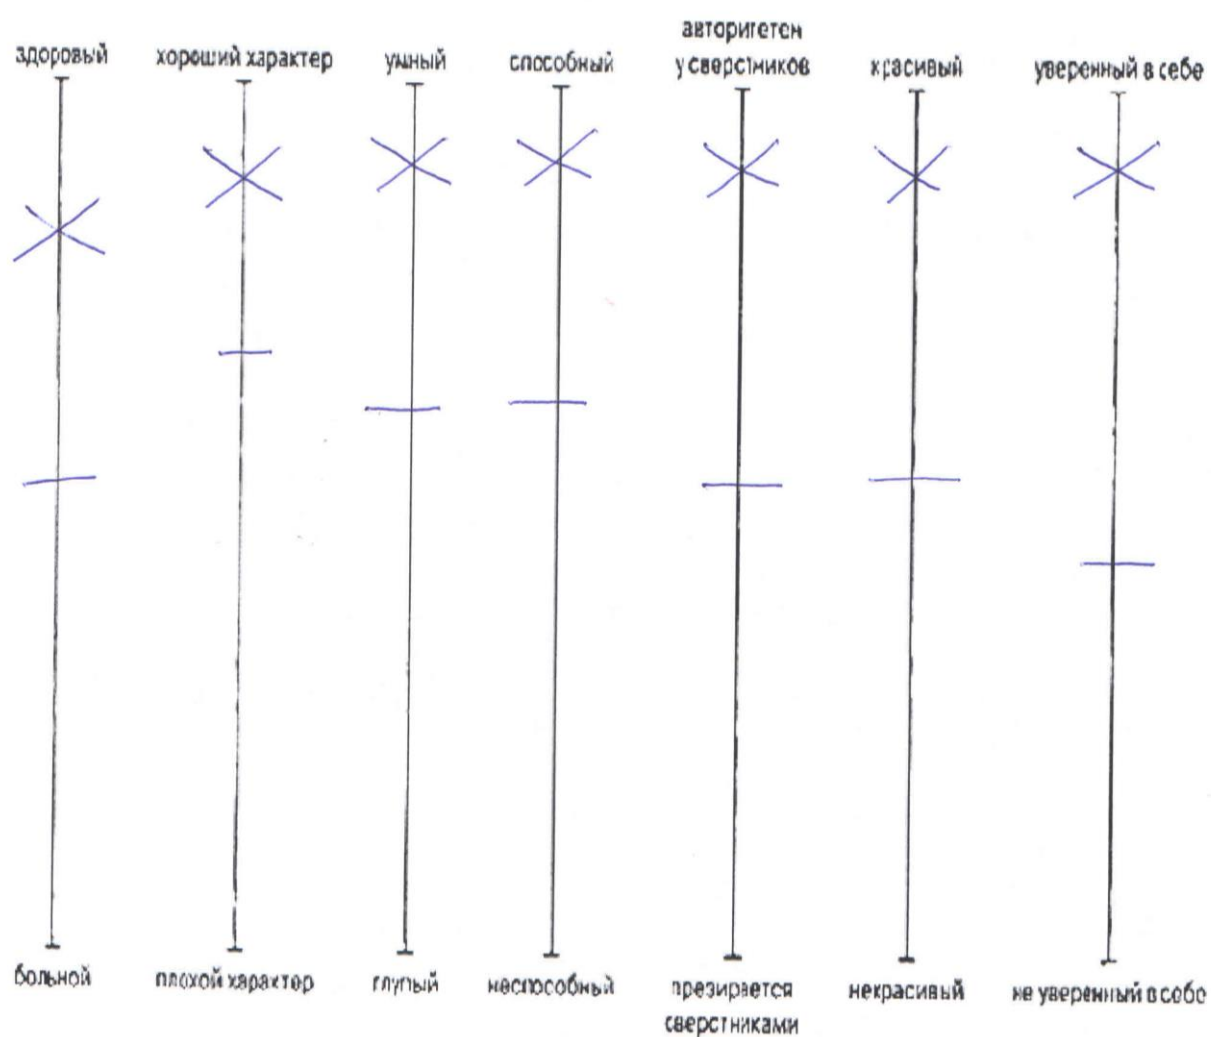 здоровый
хороший характер
умный
способный
авторитетен
у сверстников
красивый
уверенный в себе
больной
плохой характер
глупый
неспособный
презирается
сверстниками
некрасивый
не уверенный в себе